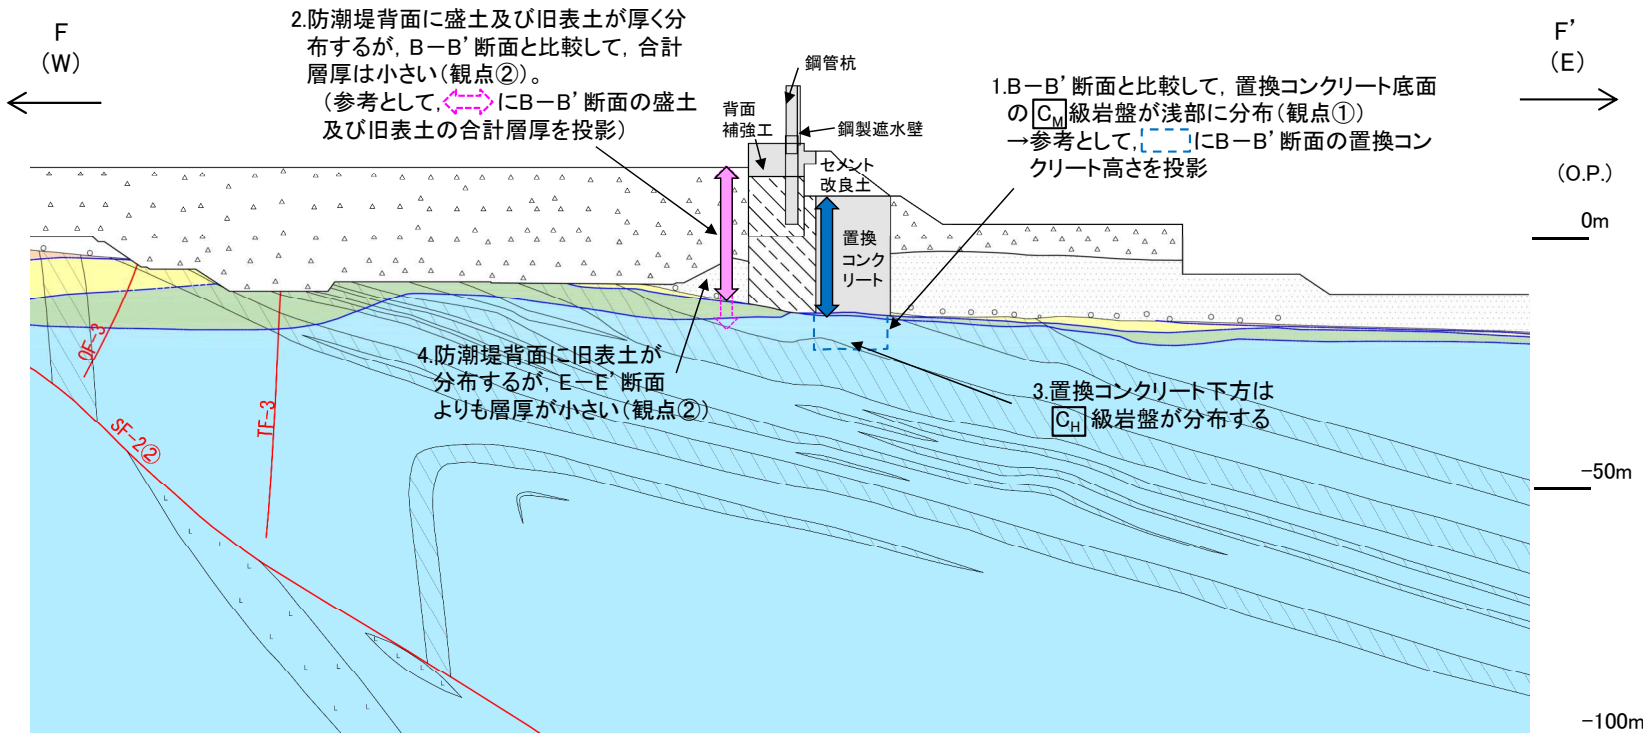 F
(W)
2.防潮堤背面に盛土及び旧表土が厚く分
布するが，B－B’断面と比較して，合計
層厚は小さい（観点②）。
（参考として，にB－B’断面の盛土
及び旧表土の合計層厚を投影）
鋼管杭
背面
補強工
鋼製遮水壁
セメント
改良土
1.B－B’断面と比較して，置換コンクリート底面
のCM級岩盤が浅部に分布（観点①）
→参考として，にB－B’断面の置換コン
クリート高さを投影
F’
(E)
(O.P.)
0m
置換
コンク
リート
OF-3
TF-3
SF-2②
4.防潮堤背面に旧表土が
分布するが，E－E’断面
よりも層厚が小さい（観点②）
3.置換コンクリート下方は
CH級岩盤が分布する
-50m
-100m